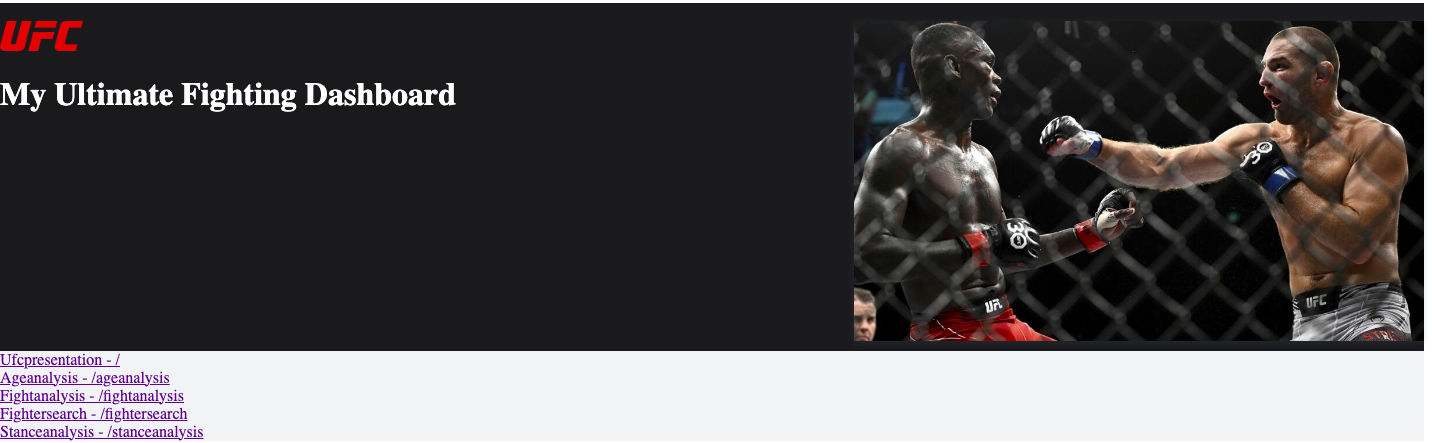 UFC
My Ultimate Fighting Dashboard
UFC
UFC
Ufcpresentation - /
Ageanalysis - /ageanalysis
Fightanalysis - /fightanalysis
Fightersearch - /fightersearch
Stanceanalysis - /stanceanalysis